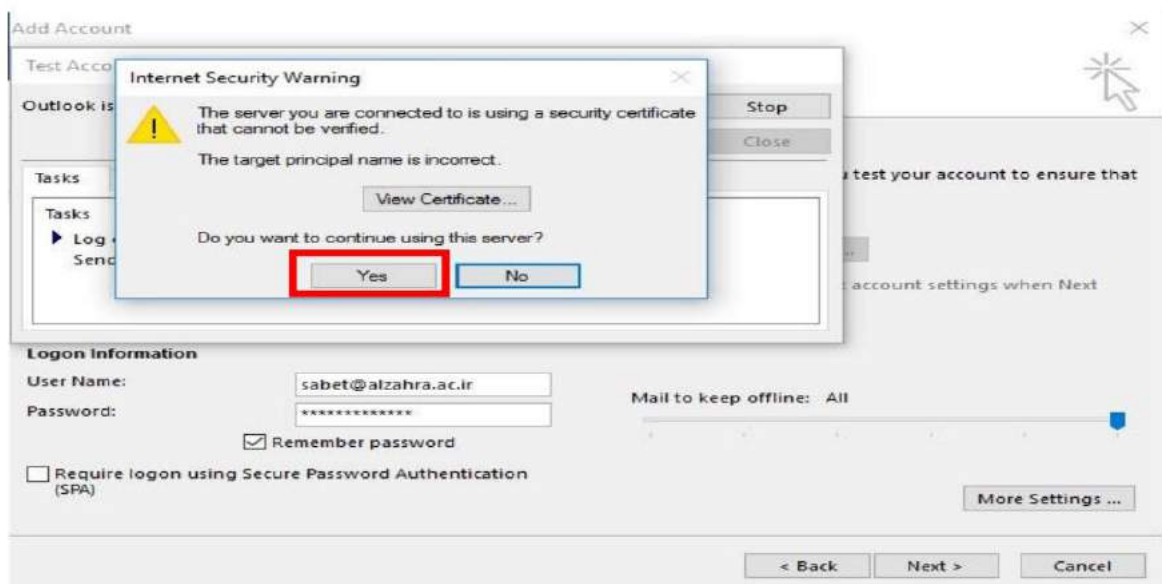 Add Account
Test Acco
Internet Security Warning
Outlook is
The server you are connected to is using a security certificate
that cannot be verified.
Stop
The target principal name is incorrect.
Close
Tasks
View Certificate...
test your account to ensure that
Tasks
Log
Do you want to continue using this server?
Send
Yes
No
account settings when Next
Logon Information
User Name:
sabet@alzahra.ac.ir
Mail to keep offline: All
Password:
*************
Remember password
Require logon using Secure Password Authentication
(SPA)
More Settings ...
< Back
Next >
Cancel